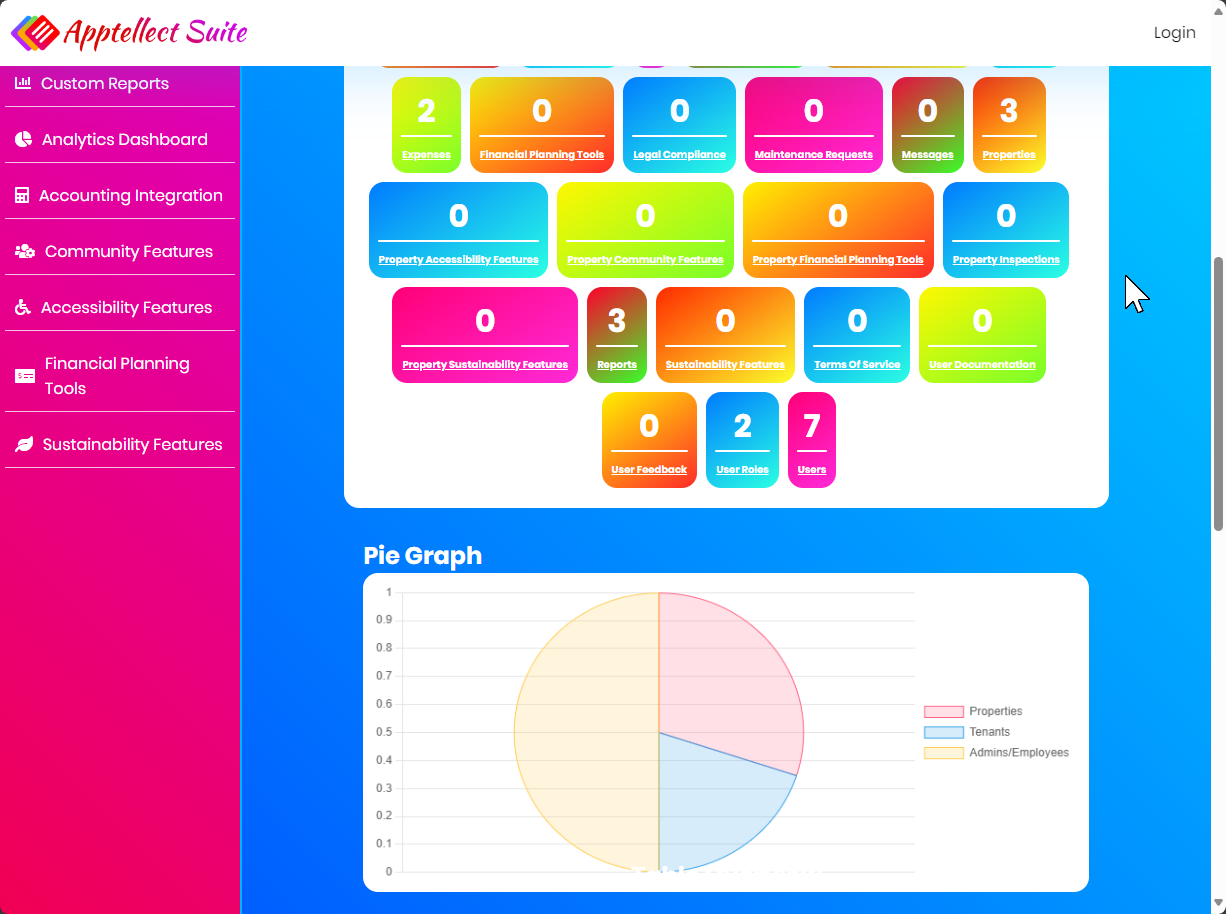 Apptellect Suite
Login
Custom Reports
Analytics Dashboard
Accounting Integration
Community Features
Accessibility Features
Financial Planning
Tools
Sustainability Features
2 0 0 0 0 3
Expenses Financial Planning Tools Legal Compliance Maintenance Requests Messages Properties
0 0 0 0
Property Accessibility Features Property Community Features Property Financial Planning Tools Property Inspections
0 3 0 0 0
Property Sustainability Features Reports Sustainability Features Terms Of Service User Documentation
0 2 7
User Feedback User Roles Users
Pie Graph
1
0.9
0.8
0.7
0.6
0.5
0.4
0.3
0.2
0.1
0
Properties
Tenants
Admins/Employees